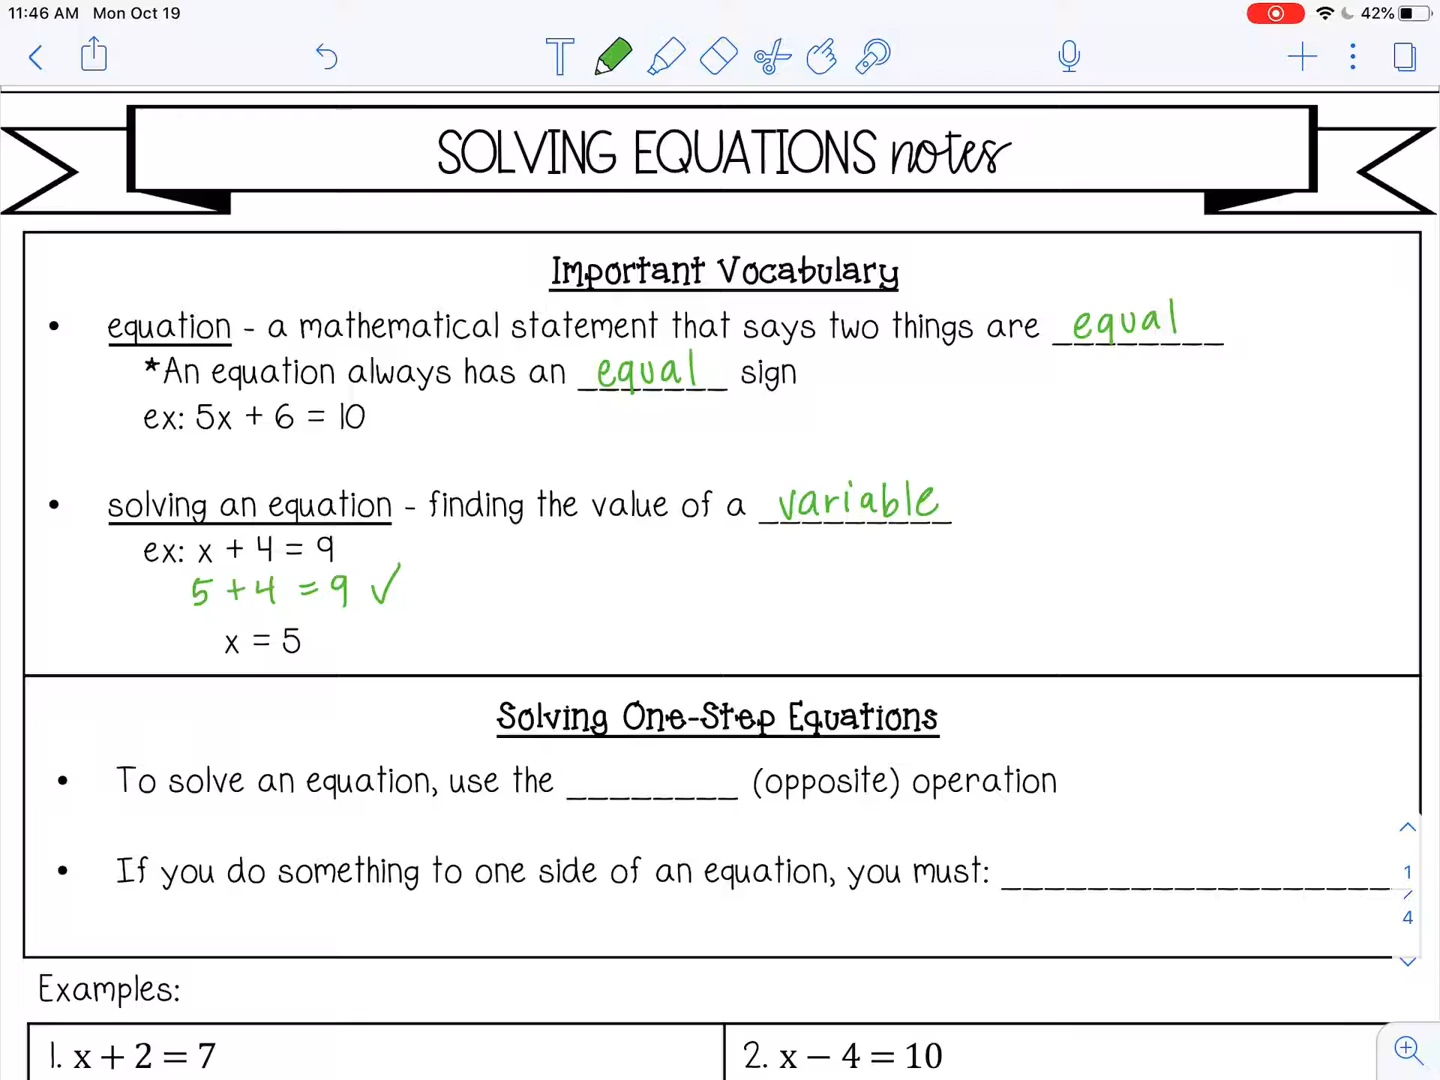 11:46 AM Mon Oct 19
42%
SOLVING EQUATIONS notes
Important Vocabulary
• equation - a mathematical statement that says two things are equal
*An equation always has an equal sign
ex: 5x + 6 = 10
• solving an equation - finding the value of a variable
ex: x + 4 = 9
5 + 4 = 9 ✓
x = 5
Solving One-Step Equations
• To solve an equation, use the ________ (opposite) operation
• If you do something to one side of an equation, you must: __________________
1
/
4
Examples:
1. x + 2 = 7
2. x − 4 = 10